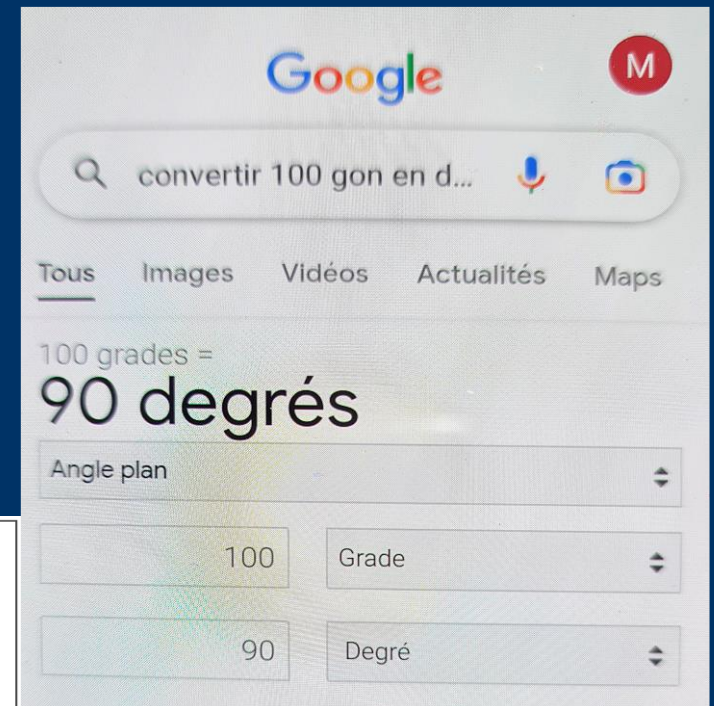 Google
M
convertir 100 gon en d...
Tous Images Vidéos Actualités Maps
100 grades =
90 degrés
Angle plan
100 Grade
90 Degré